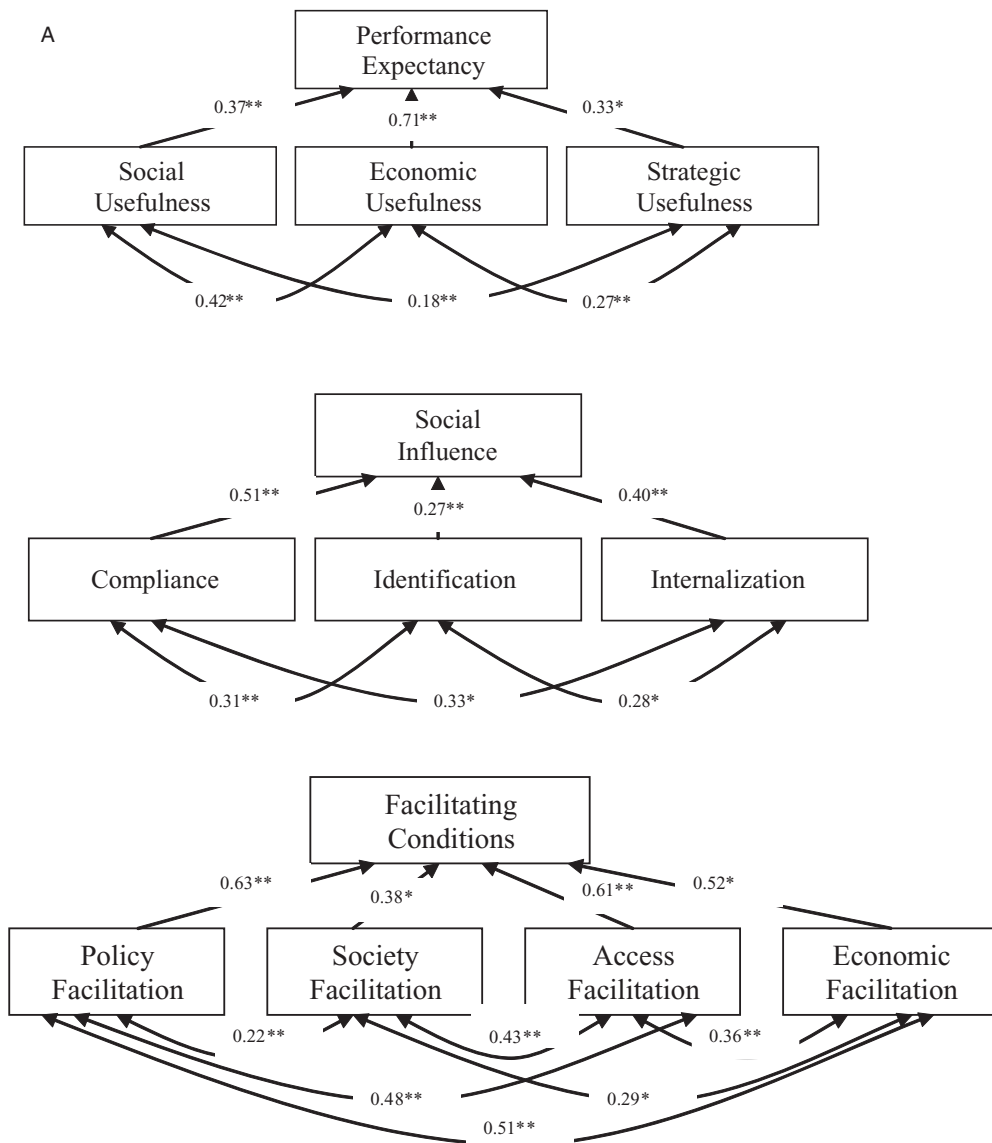 A
Performance
Expectancy
0.37**
0.71**
0.33*
Social
Usefulness
Economic
Usefulness
Strategic
Usefulness
0.42**
0.18**
0.27**
Social
Influence
0.51**
0.27**
0.40**
Compliance
Identification
Internalization
0.31**
0.33*
0.28*
Facilitating
Conditions
0.63**
0.38*
0.61**
0.52*
Policy
Facilitation
Society
Facilitation
Access
Facilitation
Economic
Facilitation
0.22**
0.43**
0.36**
0.48**
0.29*
0.51**